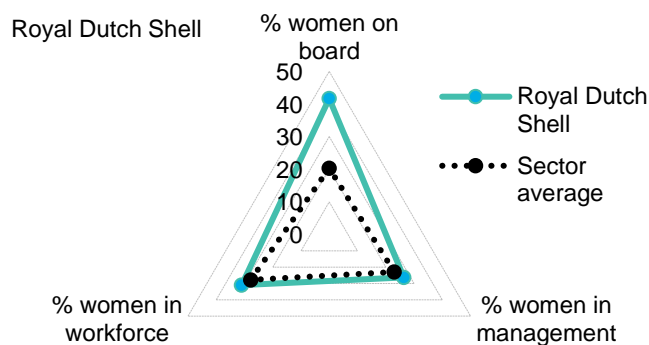 Royal Dutch Shell
% women on
board
50
40
30
20
10
0
Royal Dutch
Shell
Sector
average
% women in
workforce
% women in
management